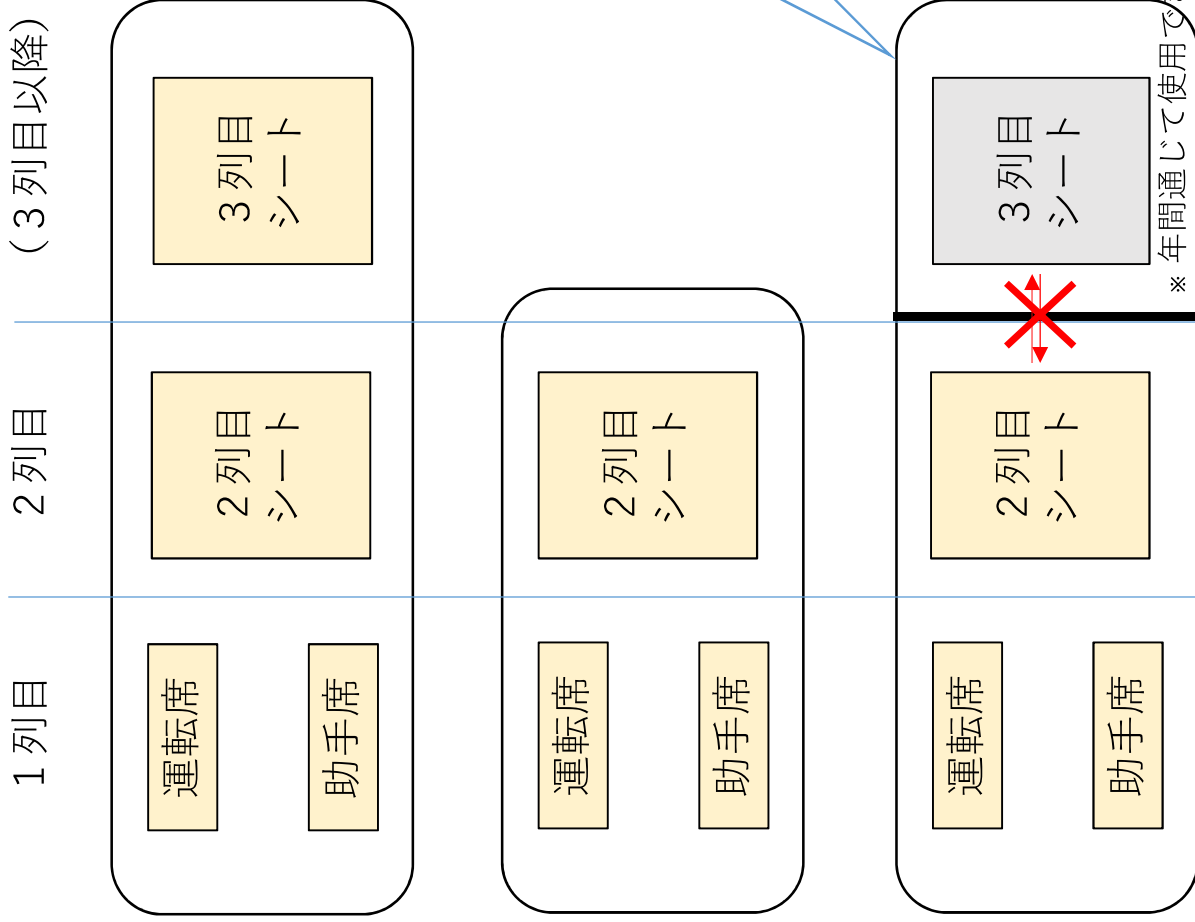 １列目
２列目
（３列目以降）
運転席
助手席
２列目
シート
３列目
シート
運転席
助手席
２列目
シート
運転席
助手席
２列目
シート
３列目
シート
※ 年間通じて使用で